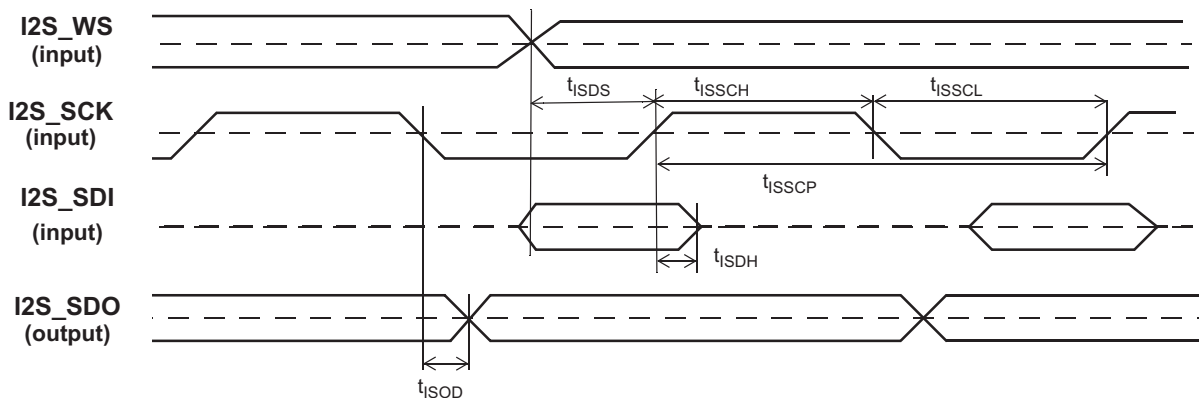 I2S_WS
(input)
tISDS
tISSCH
tISSCL
I2S_SCK
(input)
tISSCP
I2S_SDI
(input)
tISDH
I2S_SDO
(output)
tISOD